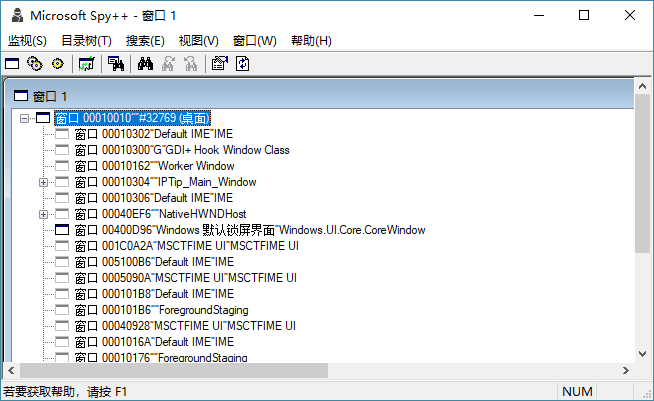 Microsoft Spy++ - 窗口 1
监视(S) 目录树(T) 搜索(E) 视图(V) 窗口(W) 帮助(H)
窗口 1
窗口 00010010""#32769 (桌面)
窗口 00010302"Default IME"IME
窗口 00010300"G"GDI+ Hook Window Class
窗口 00010162""Worker Window
窗口 00010304""IPTip_Main_Window
窗口 00010306"Default IME"IME
窗口 00040EF6""NativeHWNDHost
窗口 00400D96"Windows 默认锁屏界面"Windows.UI.Core.CoreWindow
窗口 001C0A2A"MSCTFIME UI"MSCTFIME UI
窗口 005100B6"Default IME"IME
窗口 0005090A"MSCTFIME UI"MSCTFIME UI
窗口 000101B8"Default IME"IME
窗口 000101B6""ForegroundStaging
窗口 00040928"MSCTFIME UI"MSCTFIME UI
窗口 0001016A"Default IME"IME
窗口 00010176""ForegroundStaging
若要获取帮助，请按 F1
NUM